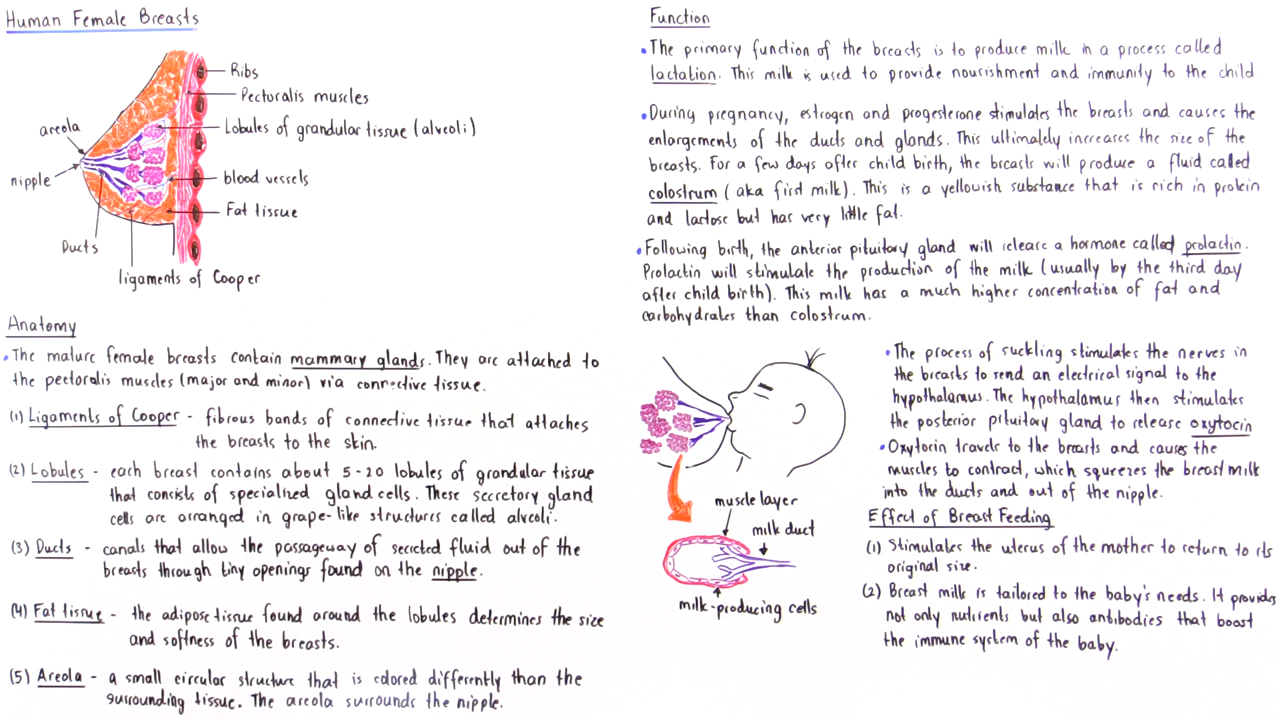 Human Female Breasts
Ribs
Pectoralis muscles
areola
Lobules of grandular tissue (alveoli)
nipple
blood vessels
Fat tissue
Ducts
ligaments of Cooper
Anatomy
• The mature female breasts contain mammary glands. They are attached to
the pectoralis muscles (major and minor) via connective tissue.
(1) Ligaments of Cooper - fibrous bands of connective tissue that attaches
the breasts to the skin.
(2) Lobules - each breast contains about 5-20 lobules of grandular tissue
that consists of specialized gland cells. These secretory gland
cells are arranged in grape-like structures called alveoli.
(3) Ducts - canals that allow the passageway of secreted fluid out of the
breasts through tiny openings found on the nipple.
(4) Fat tissue - the adipose tissue found around the lobules determines the size
and softness of the breasts.
(5) Areola - a small circular structure that is colored differently than the
surrounding tissue. The areola surrounds the nipple.
Function
• The primary function of the breasts is to produce milk in a process called
lactation. This milk is used to provide nourishment and immunity to the child
• During pregnancy, estrogen and progesterone stimulates the breasts and causes the
enlargements of the ducts and glands. This ultimately increases the size of the
breasts. For a few days after child birth, the breasts will produce a fluid called
colostrum (aka first milk). This is a yellowish substance that is rich in protein
and lactose but has very little fat.
• Following birth, the anterior pituitary gland will release a hormone called prolactin.
Prolactin will stimulate the production of the milk (usually by the third day
after child birth). This milk has a much higher concentration of fat and
carbohydrates than colostrum.
• The process of suckling stimulates the nerves in
the breasts to send an electrical signal to the
hypothalamus. The hypothalamus then stimulates
the posterior pituitary gland to release oxytocin
• Oxytocin travels to the breasts and causes the
muscles to contract, which squeezes the breast milk
into the ducts and out of the nipple.
muscle layer
milk duct
milk-producing cells
Effect of Breast Feeding
(1) Stimulates the uterus of the mother to return to its
original size.
(2) Breast milk is tailored to the baby's needs. It provides
not only nutrients but also antibodies that boost
the immune system of the baby.